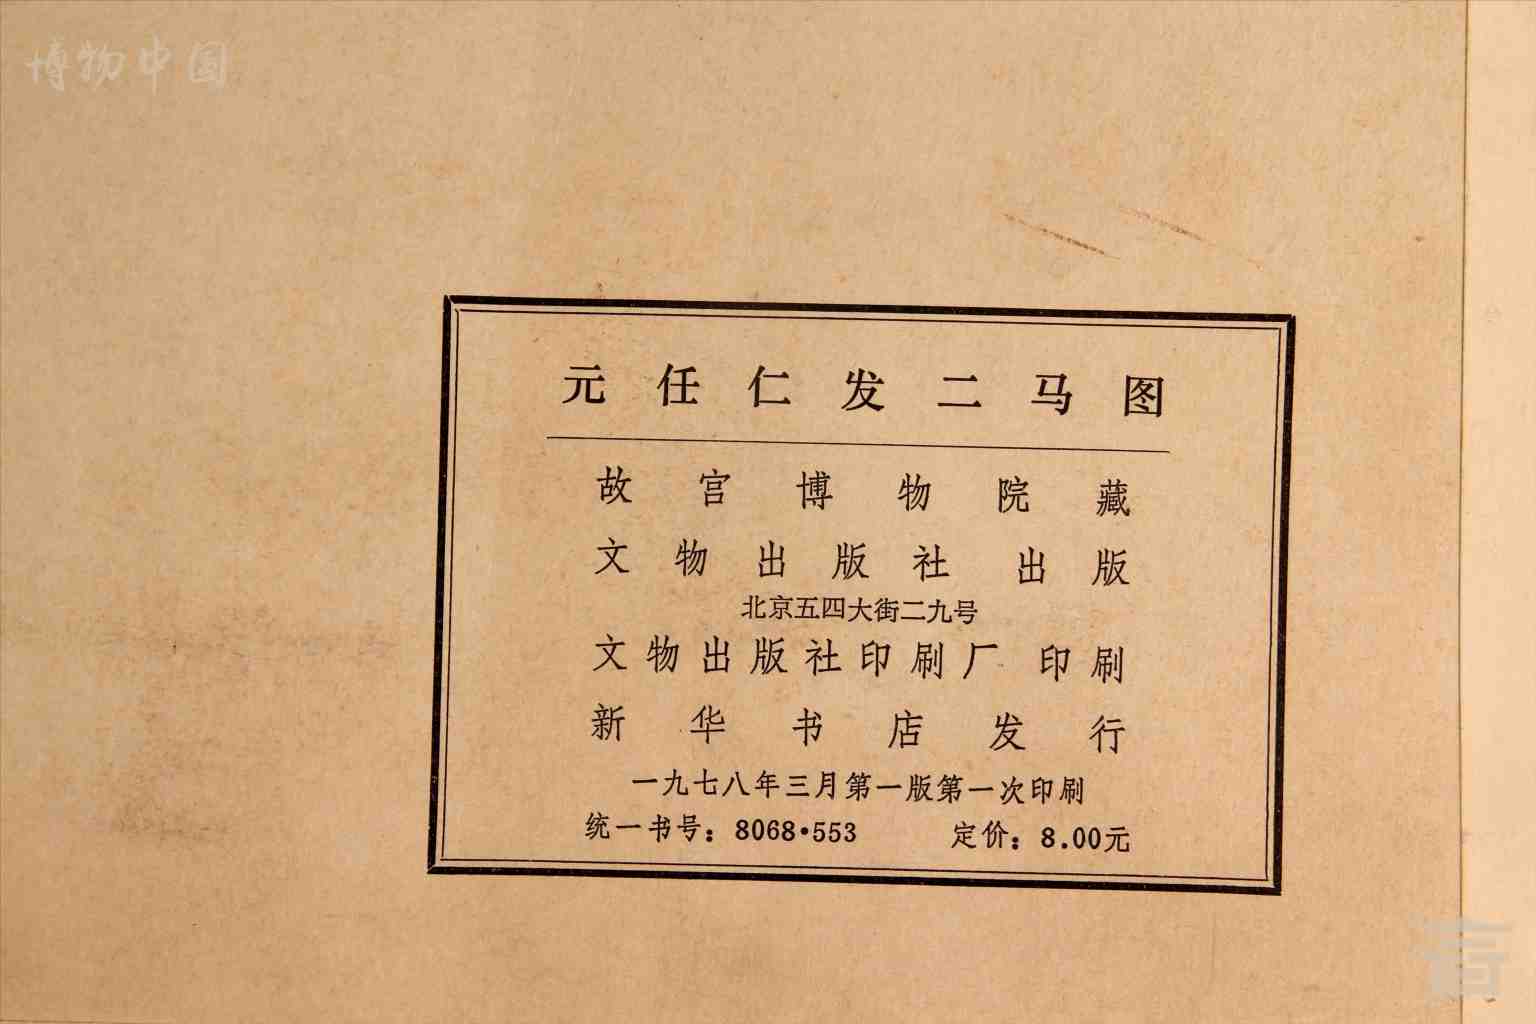 博物中国
元任仁发二马图
故宫博物院藏
文物出版社 出版
北京五四大街二九号
文物出版社印刷厂 印刷
新华书店发行
一九七八年三月第一版第一次印刷
统一书号：8068·553 定价：8.00元